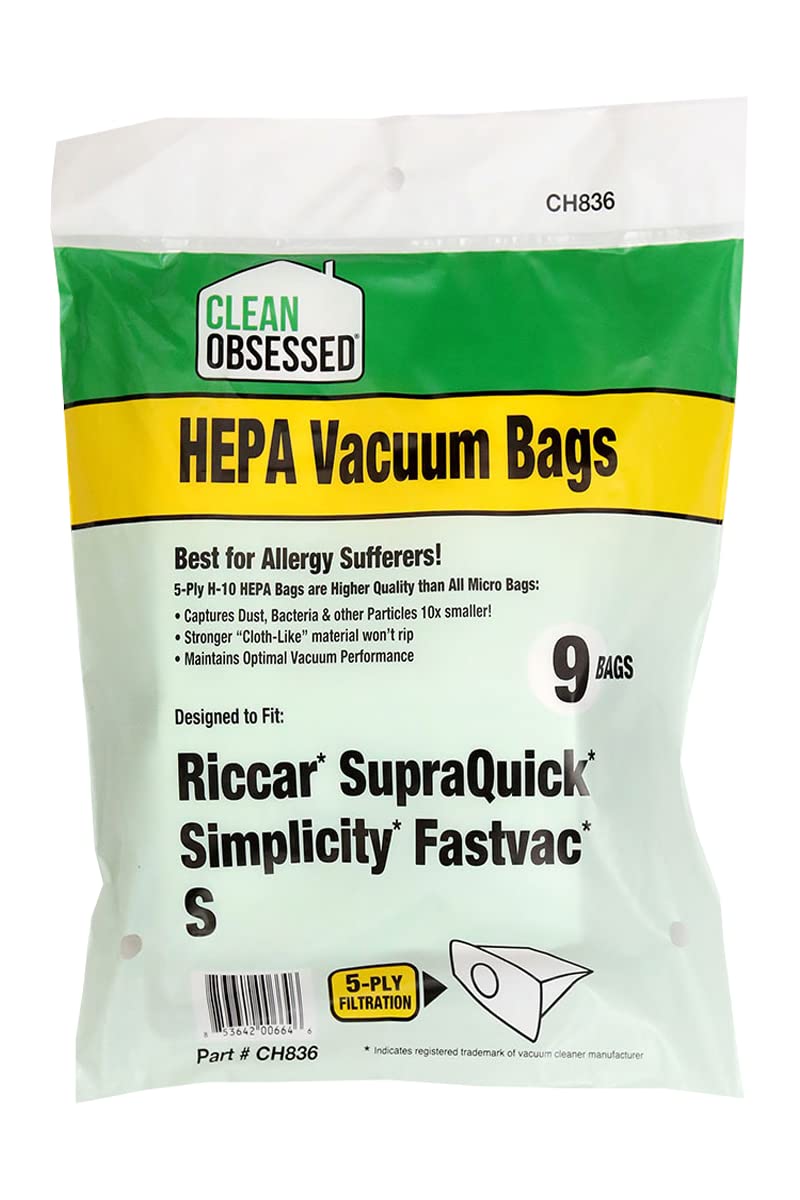 CH836
CLEAN
OBSESSED®
HEPA Vacuum Bags
Best for Allergy Sufferers!
5-Ply H-10 HEPA Bags are Higher Quality than All Micro Bags:
• Captures Dust, Bacteria & other Particles 10x smaller!
• Stronger “Cloth-Like” material won’t rip
• Maintains Optimal Vacuum Performance
9 BAGS
Designed to Fit:
Riccar* SupraQuick*
Simplicity* Fastvac*
S
5-PLY
FILTRATION
8 53642 00664 6
Part # CH836
* Indicates registered trademark of vacuum cleaner manufacturer